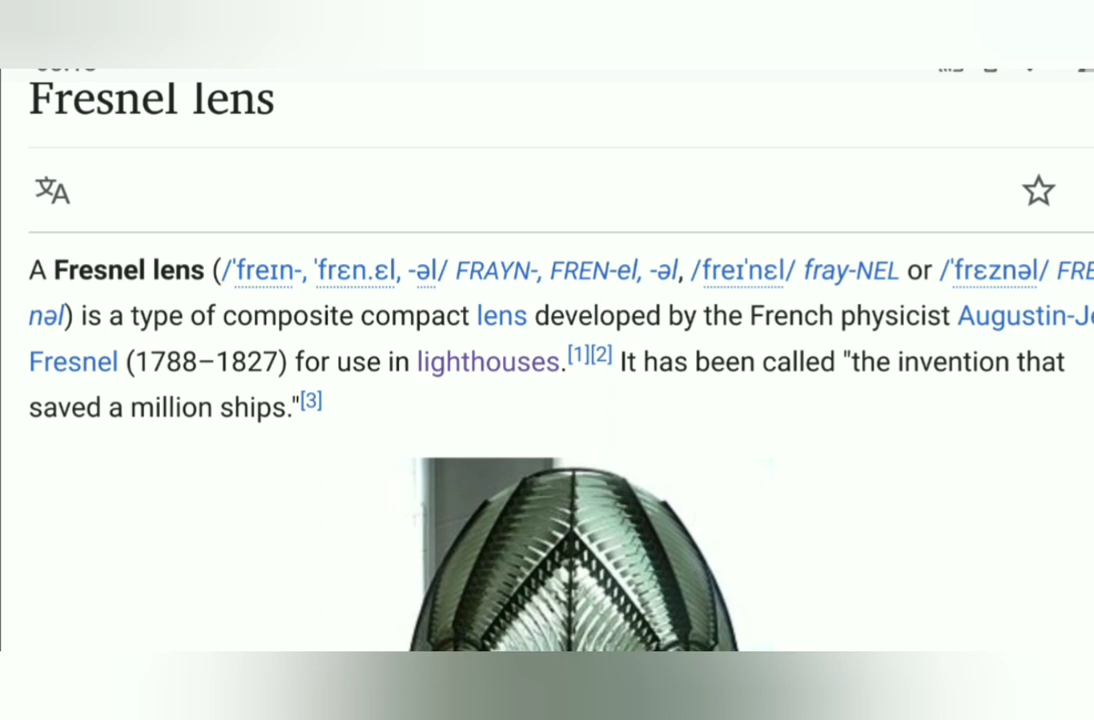 Fresnel lens
A Fresnel lens (/ˈfreɪn-, ˈfrɛn.ɛl, -əl/ FRAYN-, FREN-el, -əl, /freɪˈnɛl/ fray-NEL or /ˈfrɛznəl/
nəl) is a type of composite compact lens developed by the French physicist
Fresnel (1788–1827) for use in lighthouses.[1][2] It has been called "the invention that
saved a million ships."[3]